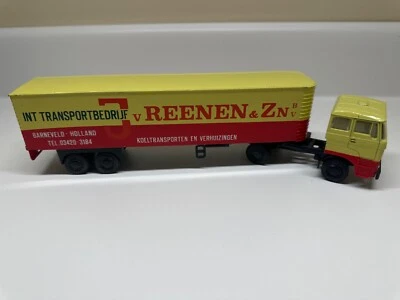 INT TRANSPORTBEDRIJF
J v REENEN & ZN B V
BARNEVELD - HOLLAND
TEL 03420-3184
KOELTRANSPORTEN EN VERHUIZINGEN